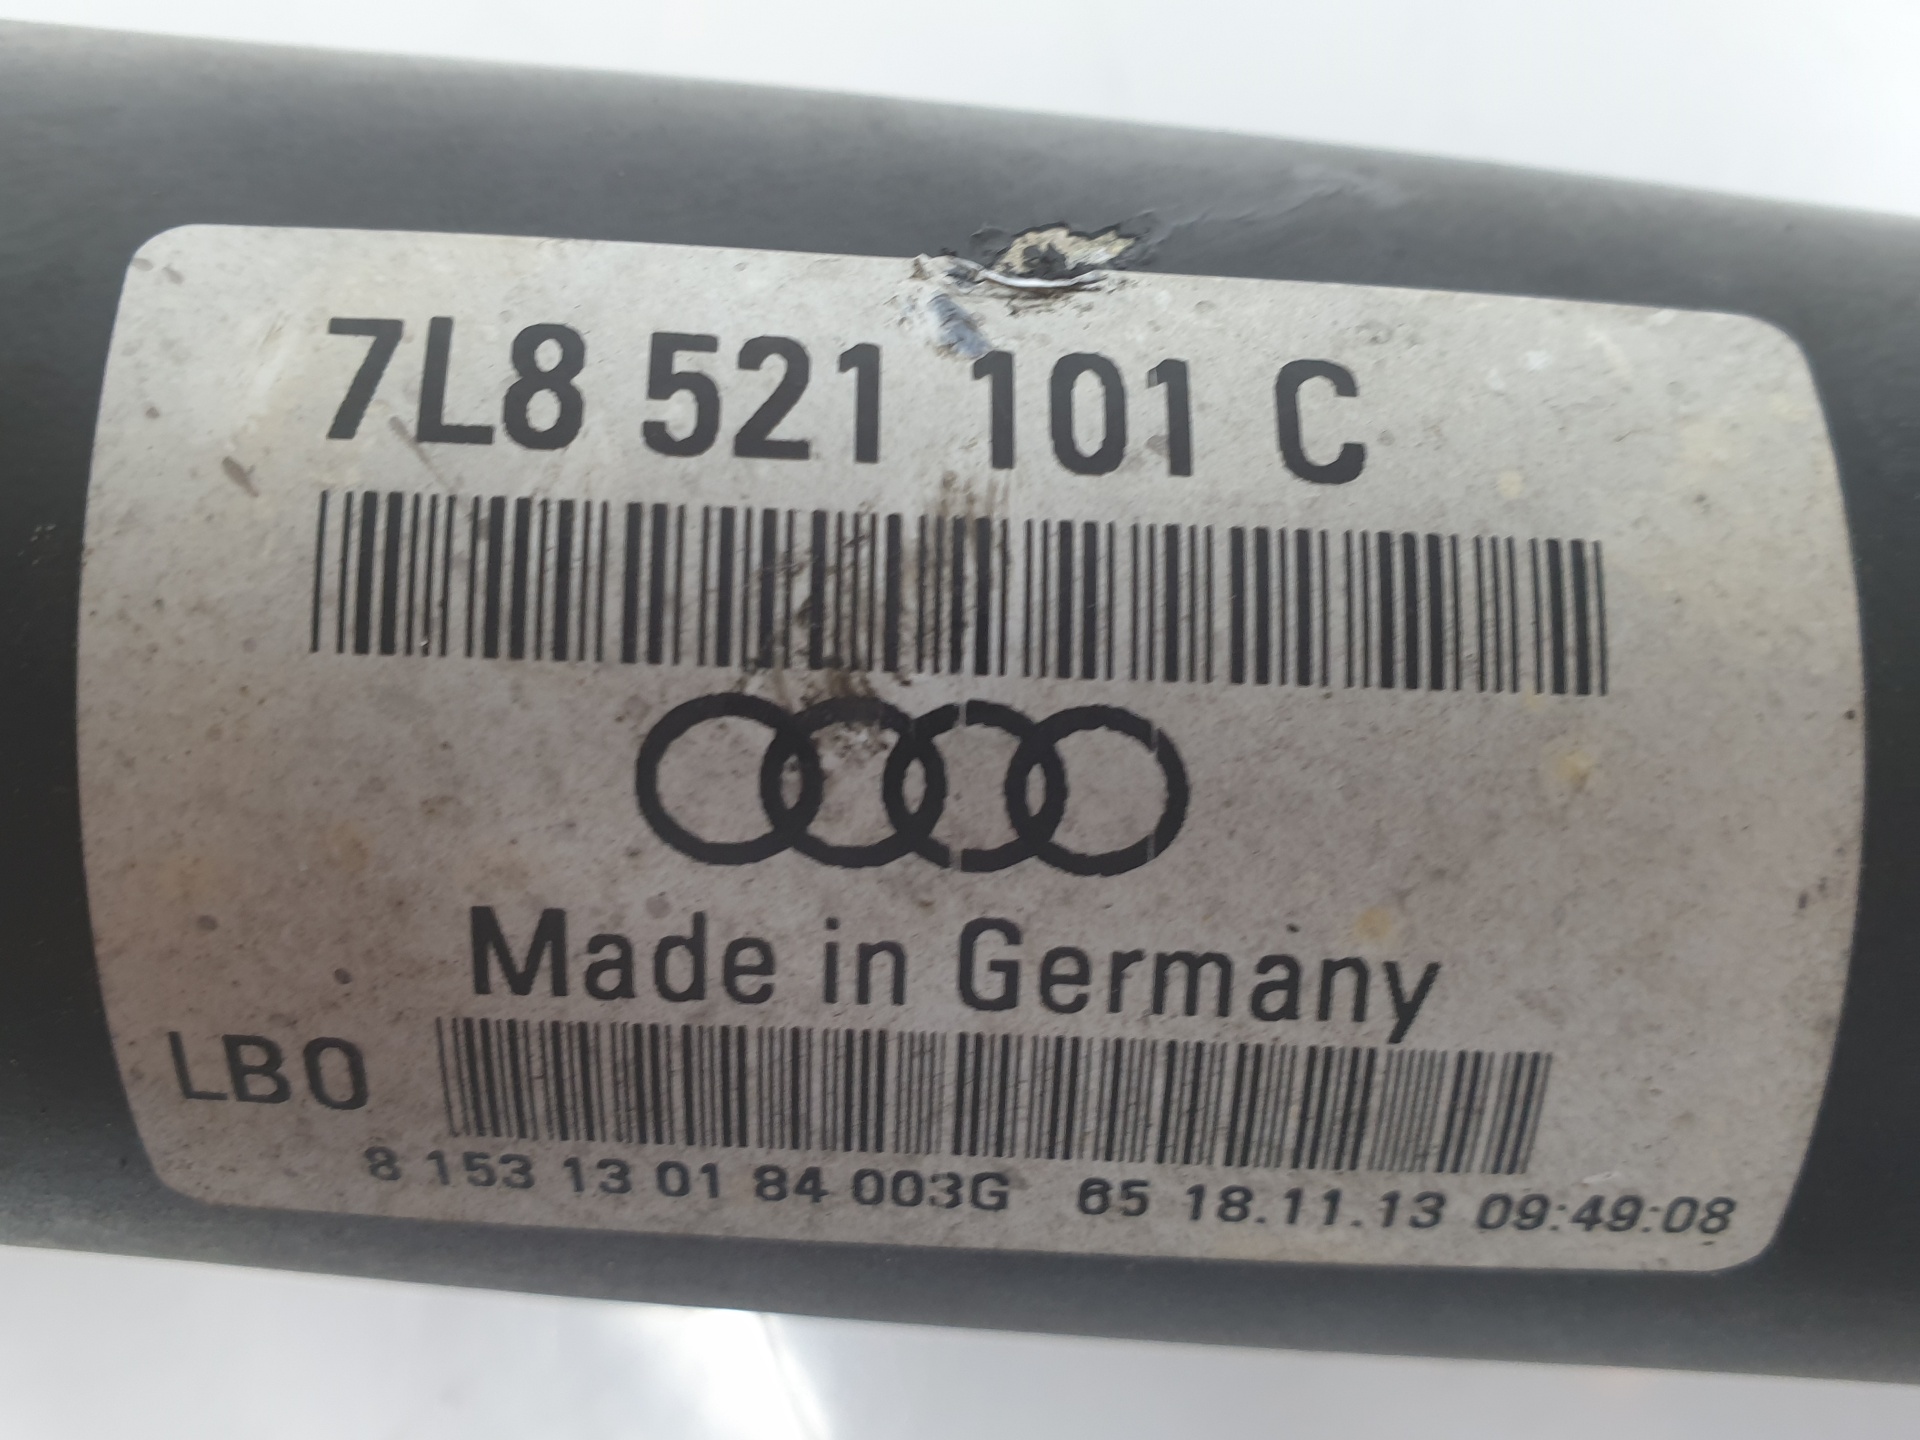 7L8 521 101 C
Made in Germany
LBO
8 153 13 01 84 003G 65 18.11.13 09:49:08